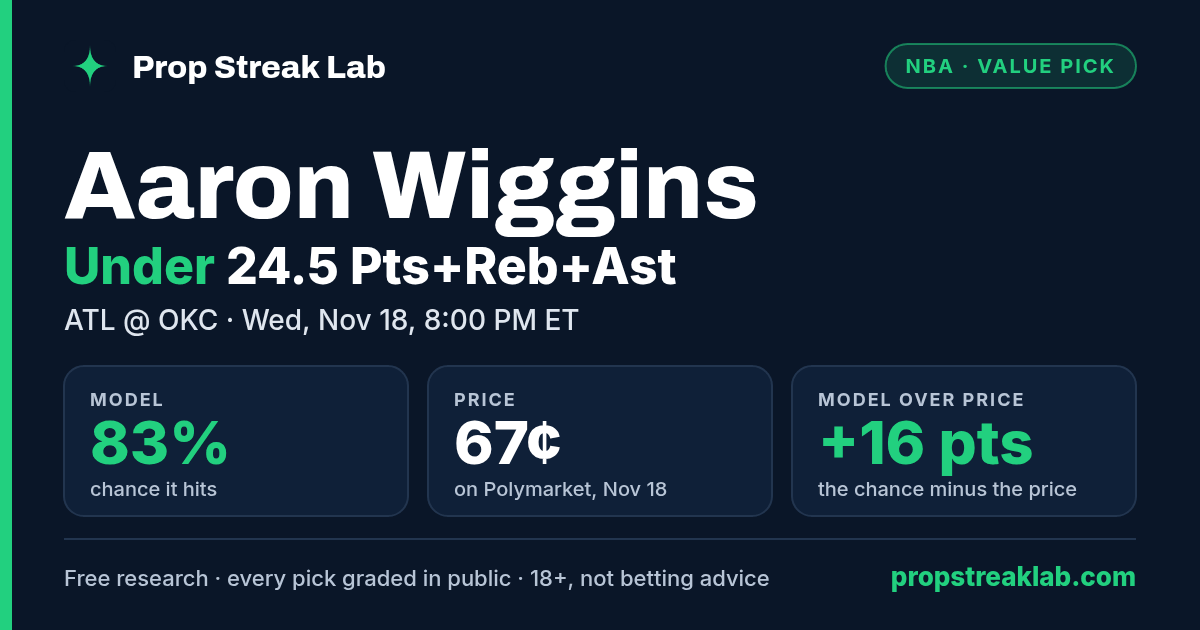 Prop Streak Lab
NBA · VALUE PICK
Aaron Wiggins
Under 24.5 Pts+Reb+Ast
ATL @ OKC · Wed, Nov 18, 8:00 PM ET
MODEL
83%
chance it hits
PRICE
67¢
on Polymarket, Nov 18
MODEL OVER PRICE
+16 pts
the chance minus the price
Free research · every pick graded in public · 18+, not betting advice
propstreaklab.com